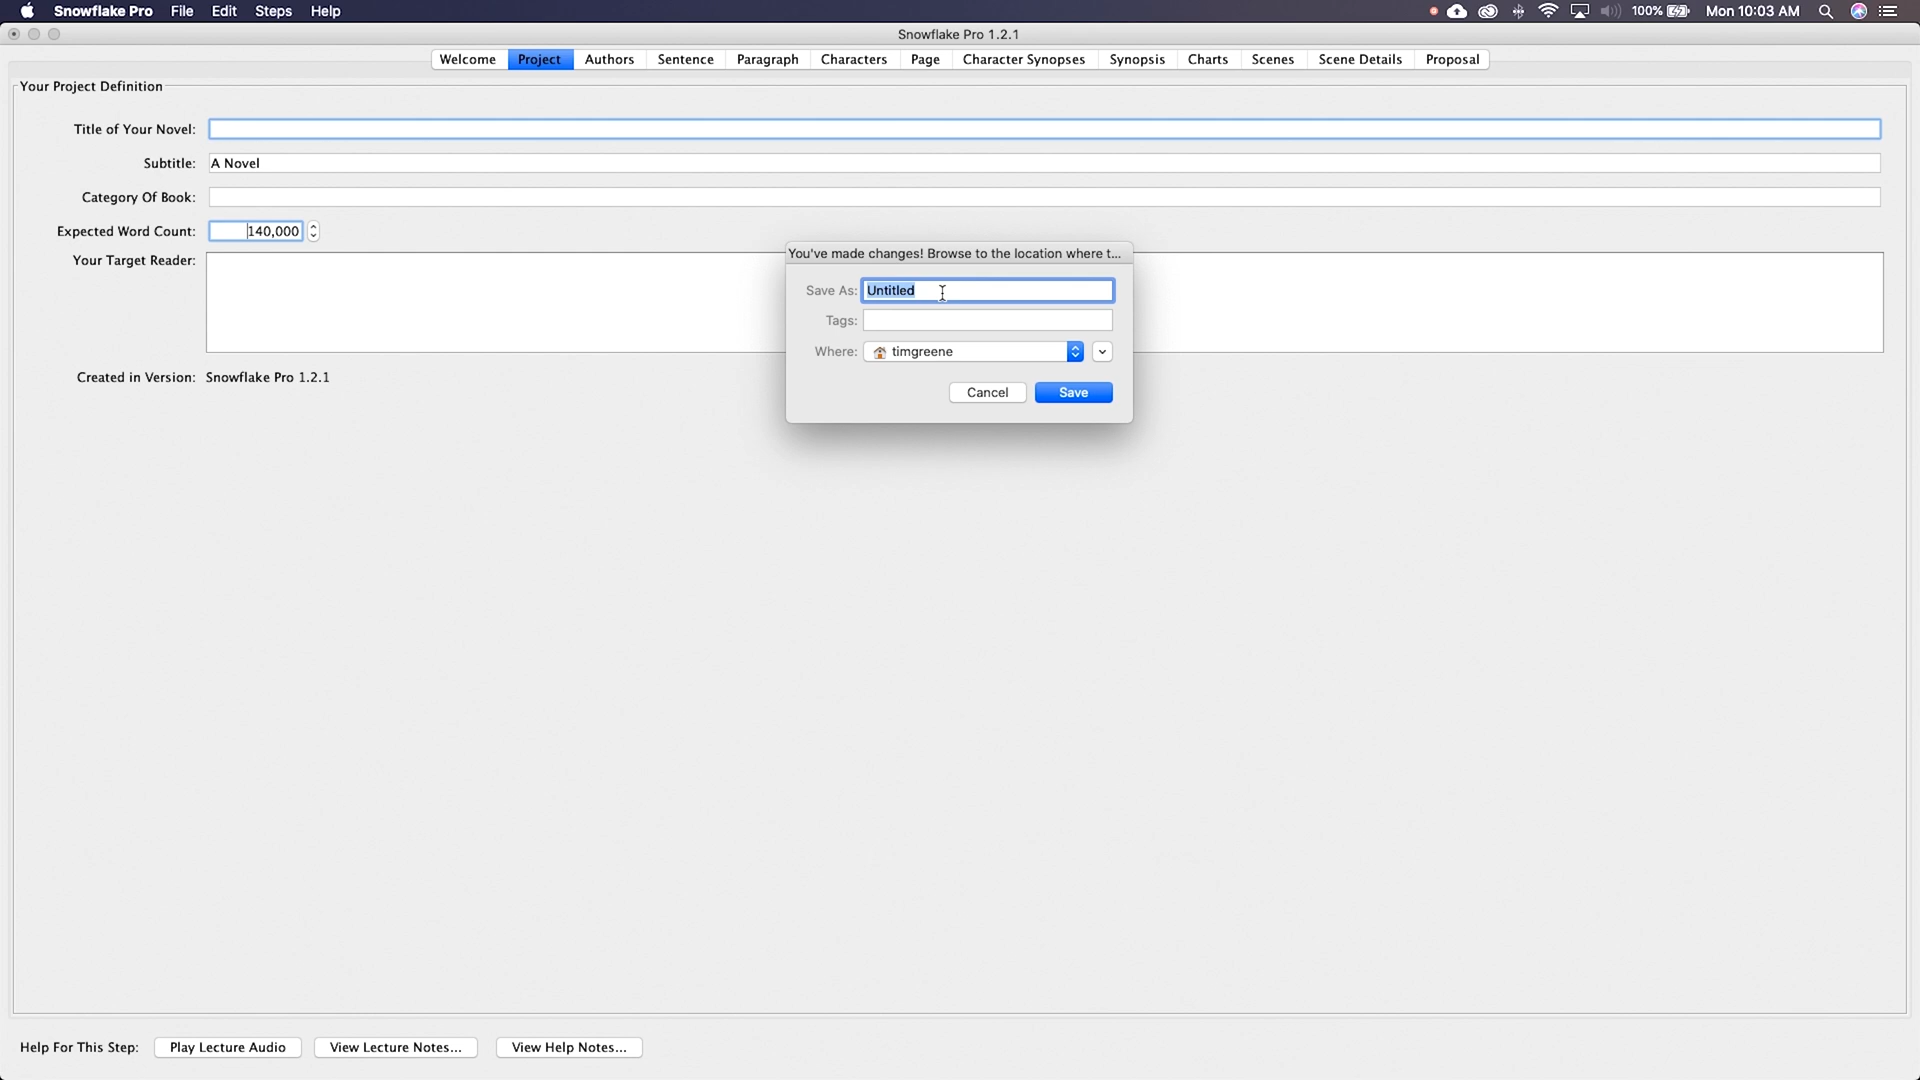 Snowflake Pro File Edit Steps Help 100% Mon 10:03 AM
Snowflake Pro 1.2.1
Welcome Project Authors Sentence Paragraph Characters Page Character Synopses Synopsis Charts Scenes Scene Details Proposal
Your Project Definition
Title of Your Novel:
Subtitle: A Novel
Category Of Book:
Expected Word Count: 140,000
Your Target Reader:
Created in Version: Snowflake Pro 1.2.1
You've made changes! Browse to the location where t...
Save As: Untitled
Tags:
Where: timgreene
Cancel Save
Help For This Step: Play Lecture Audio View Lecture Notes... View Help Notes...